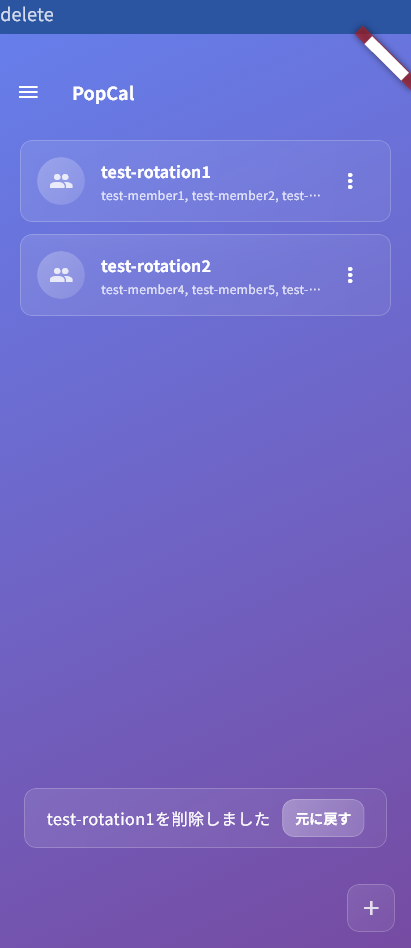 delete
PopCal
test-rotation1
test-member1, test-member2, test-…
test-rotation2
test-member4, test-member5, test-…
test-rotation1を削除しました
元に戻す